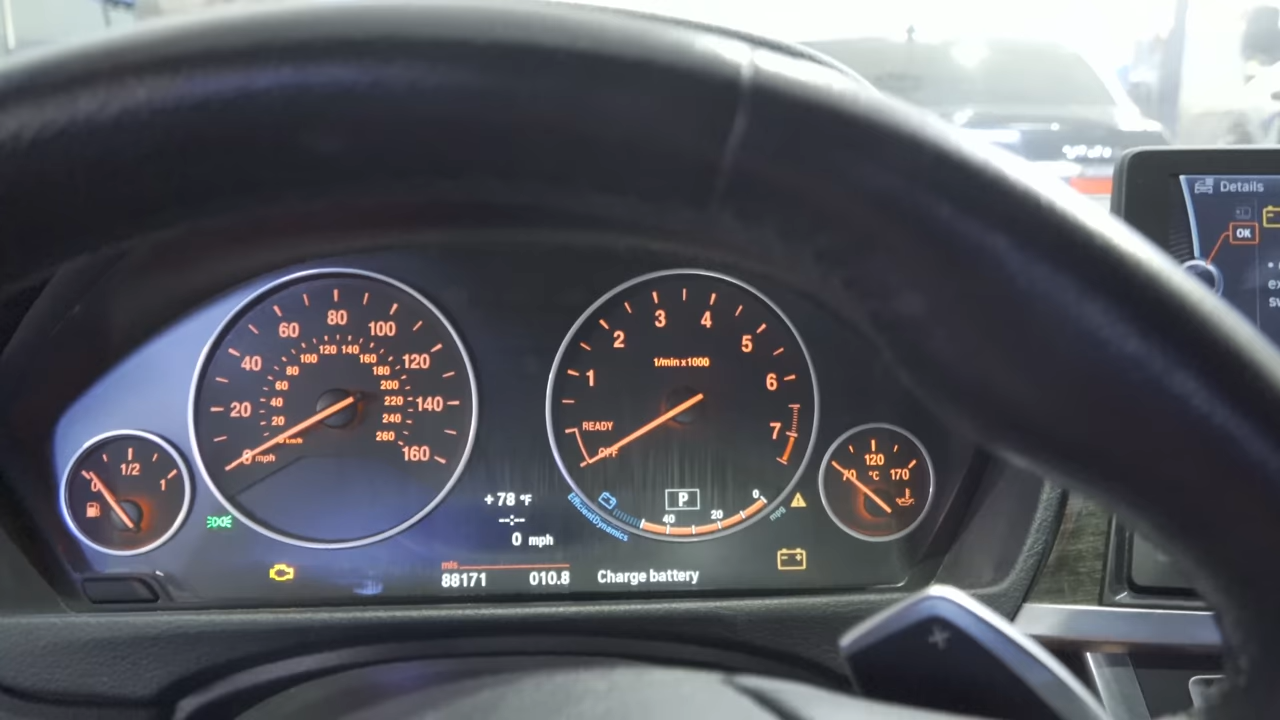 80
60
100
40
120
20
140
0 mph
160
120
140
100
160
80
180
60
200
40
220
20
240
km/h
260
3
4
2
5
1/min x1000
1
6
READY
7
OFF
1/2
0
1
120
70
°C
170
+78 °F
--:--
0 mph
P
40
20
0
mpg
EfficientDynamics
mls
88171
010.8
Charge battery
Details
OK